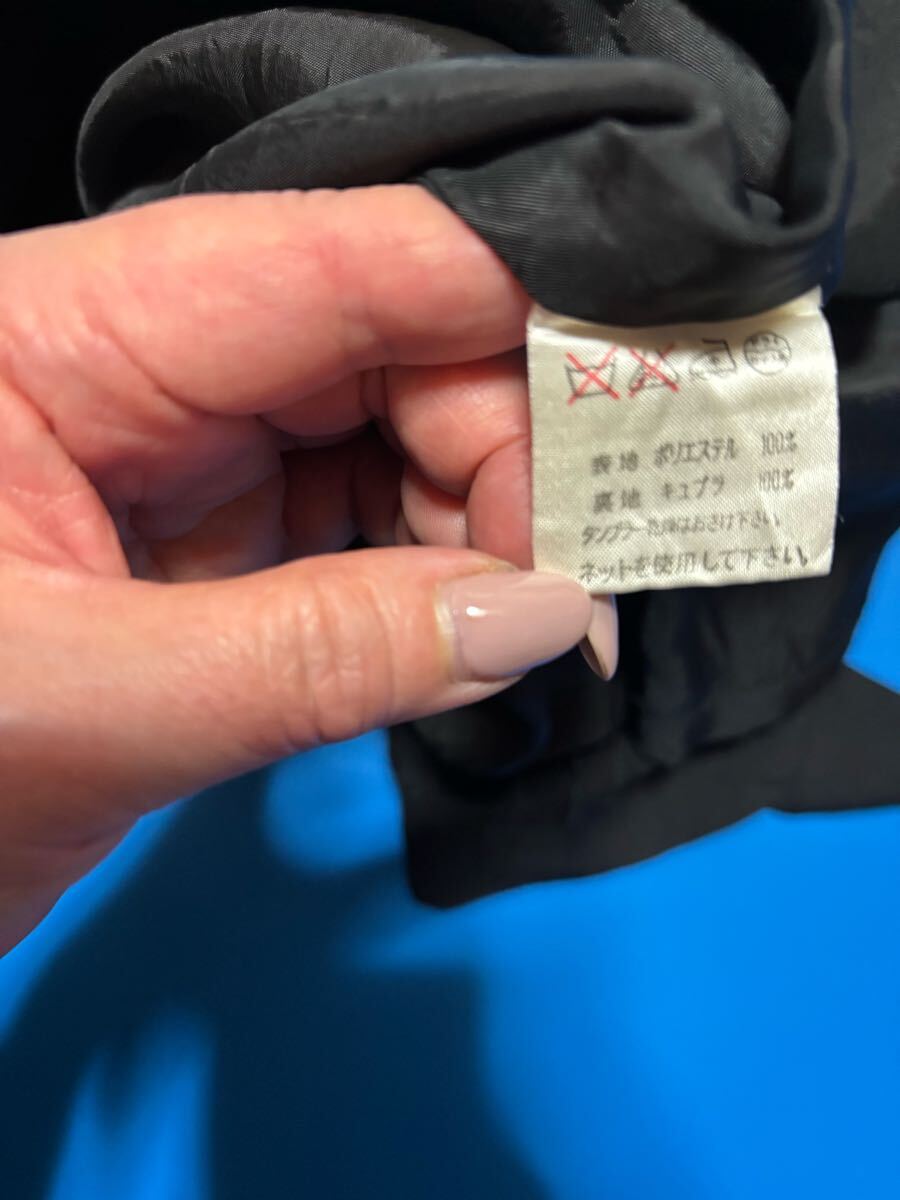 表地 ポリエステル 100%
裏地 キュプラ 100%
タンブラー乾燥はおさけ下さい。
ネットを使用して下さい。